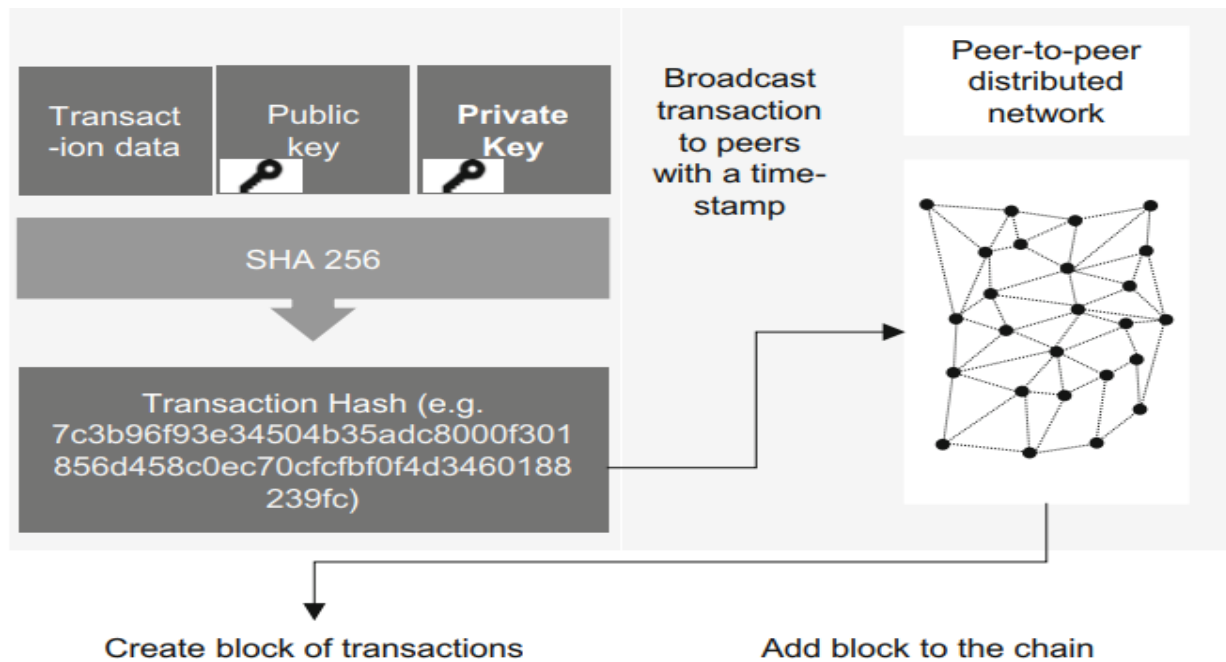 Transact
-ion data
Public
key
Private
Key
SHA 256
Transaction Hash (e.g.
7c3b96f93e34504b35adc8000f301
856d458c0ec70cfcfbf0f4d3460188
239fc)
Broadcast
transaction
to peers
with a time-
stamp
Peer-to-peer
distributed
network
Create block of transactions
Add block to the chain